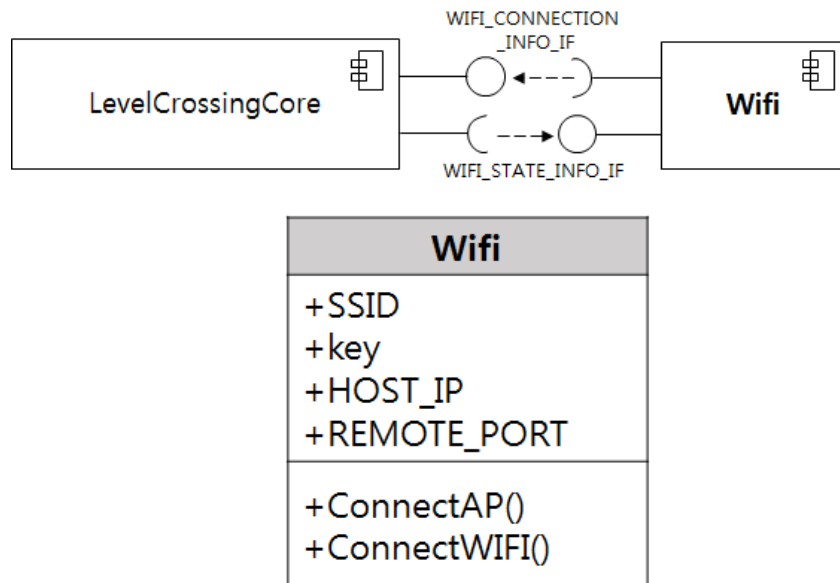 WIFI_CONNECTION
_INFO_IF
LevelCrossingCore
Wifi
WIFI_STATE_INFO_IF
Wifi
+SSID
+key
+HOST_IP
+REMOTE_PORT
+ConnectAP()
+ConnectWIFI()